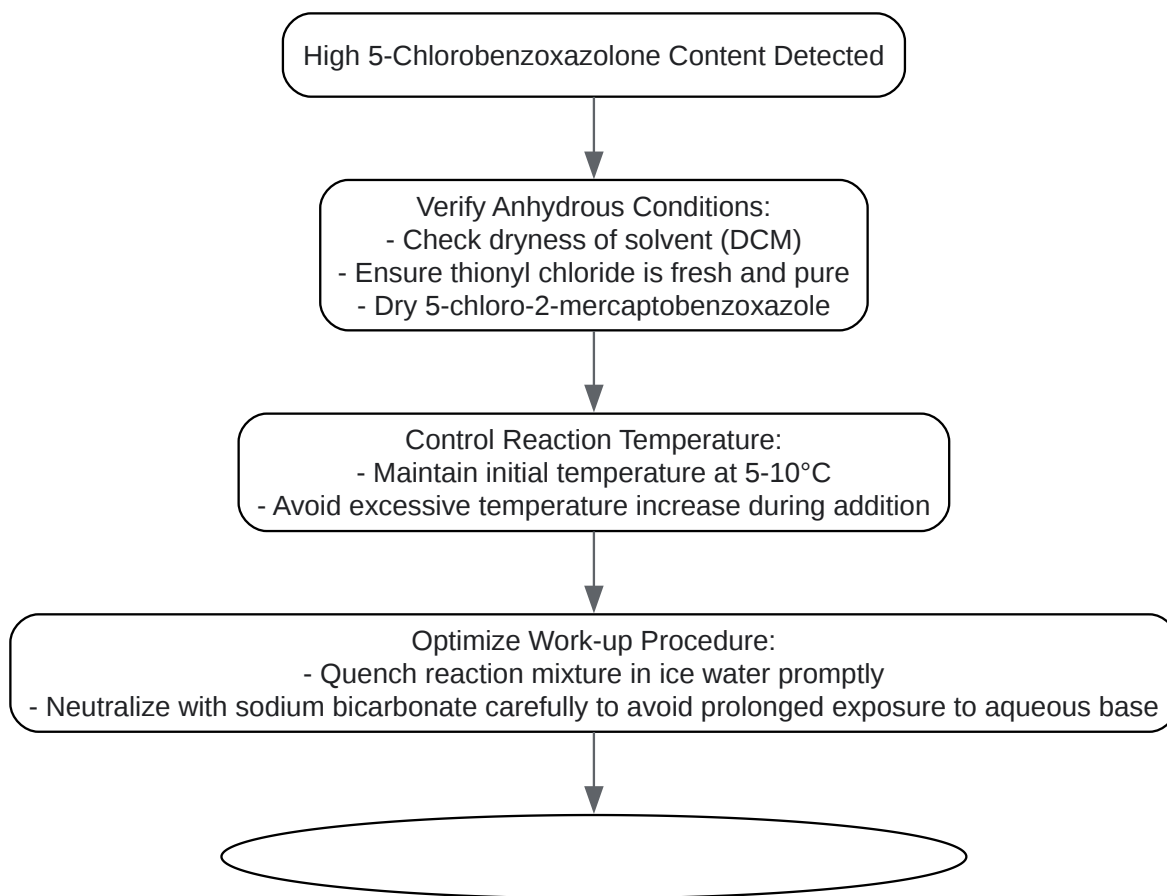 High 5-Chlorobenzoxazolone Content Detected
Verify Anhydrous Conditions:
- Check dryness of solvent (DCM)
- Ensure thionyl chloride is fresh and pure
- Dry 5-chloro-2-mercaptobenzoxazole
Control Reaction Temperature:
- Maintain initial temperature at 5-10°C
- Avoid excessive temperature increase during addition
Optimize Work-up Procedure:
- Quench reaction mixture in ice water promptly
- Neutralize with sodium bicarbonate carefully to avoid prolonged exposure to aqueous base